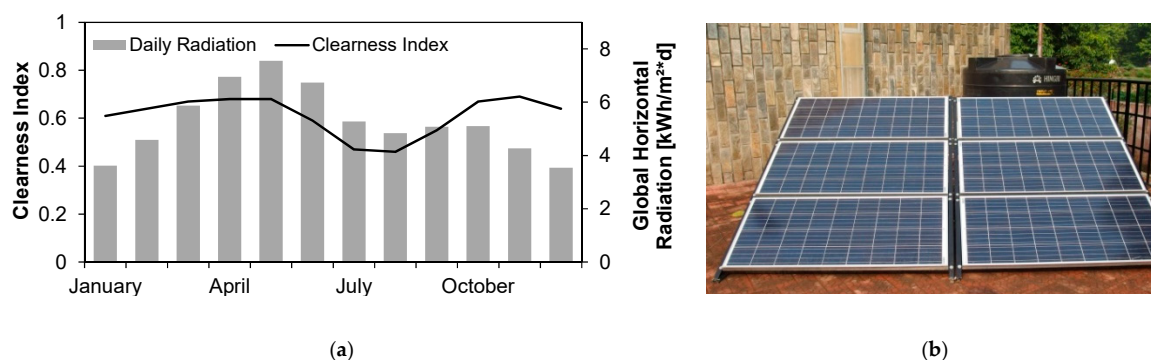 1
0.8
0.6
0.4
0.2
0
Clearness Index
Daily Radiation
Clearness Index
8
6
4
2
0
Global Horizontal
Radiation [kWh/m²*d]
January
April
July
October
(a)
(b)